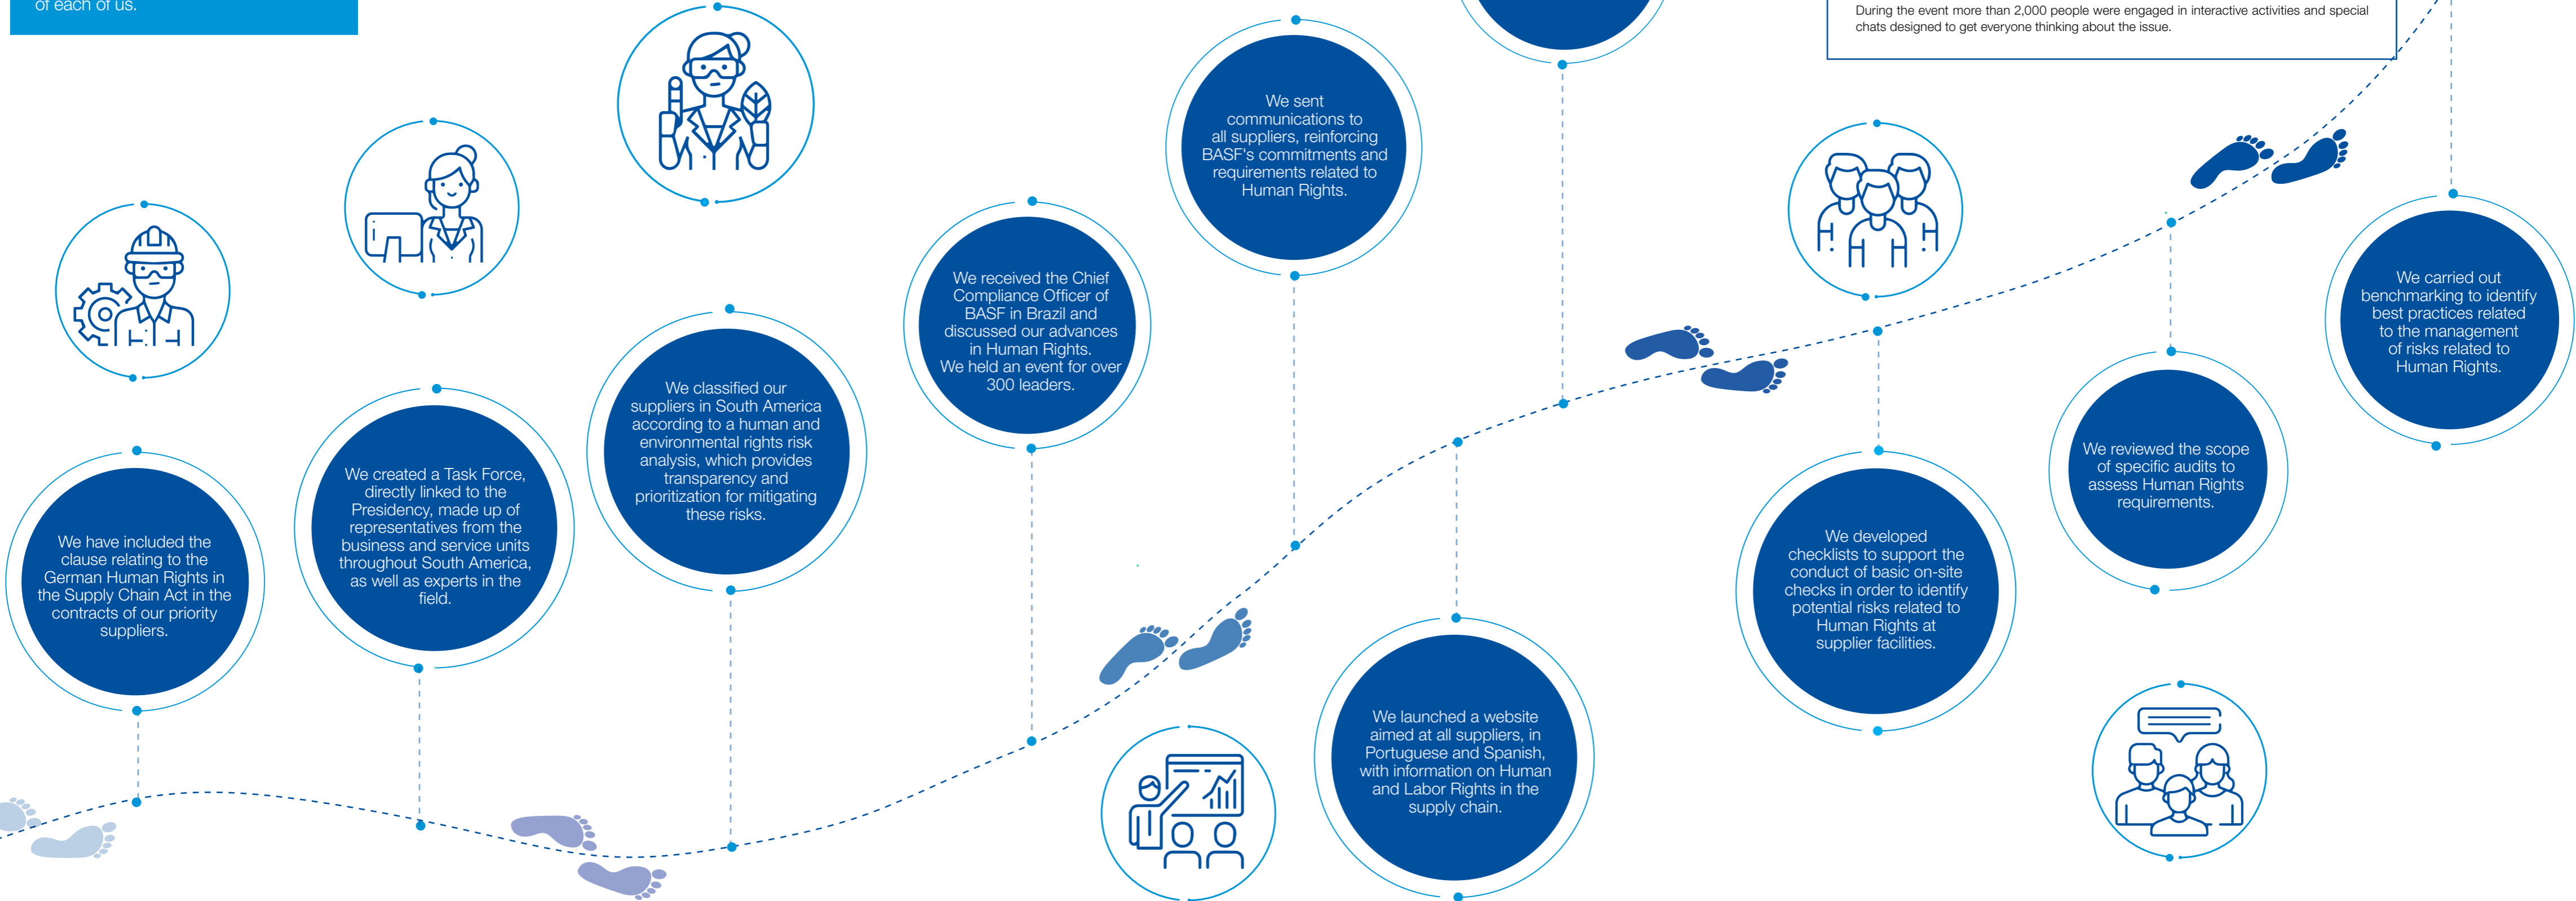 of each of us.
During the event more than 2,000 people were engaged in interactive activities and special
chats designed to get everyone thinking about the issue.
We have included the
clause relating to the
German Human Rights in
the Supply Chain Act in the
contracts of our priority
suppliers.
We created a Task Force,
directly linked to the
Presidency, made up of
representatives from the
business and service units
throughout South America,
as well as experts in the
field.
We classified our
suppliers in South America
according to a human and
environmental rights risk
analysis, which provides
transparency and
prioritization for mitigating
these risks.
We received the Chief
Compliance Officer of
BASF in Brazil and
discussed our advances
in Human Rights.
We held an event for over
300 leaders.
We sent
communications to
all suppliers, reinforcing
BASF's commitments and
requirements related to
Human Rights.
We launched a website
aimed at all suppliers, in
Portuguese and Spanish,
with information on Human
and Labor Rights in the
supply chain.
We developed
checklists to support the
conduct of basic on-site
checks in order to identify
potential risks related to
Human Rights at
supplier facilities.
We reviewed the scope
of specific audits to
assess Human Rights
requirements.
We carried out
benchmarking to identify
best practices related
to the management
of risks related to
Human Rights.